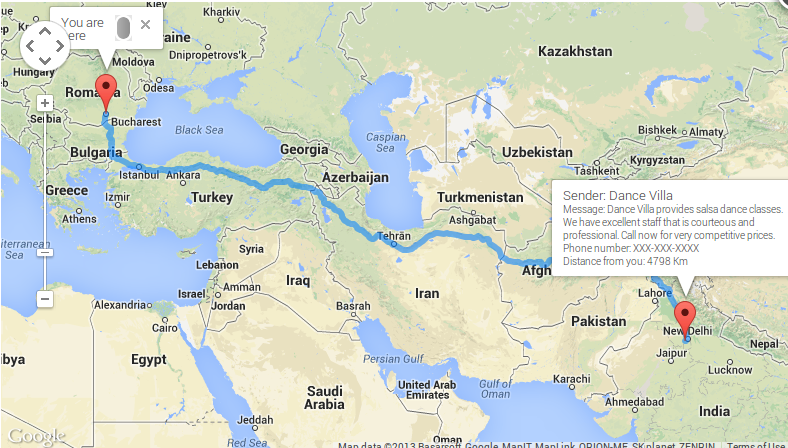 Kharkiv
You are
here
Ukraine
Kazakhstan
Moldova
Dnipropetrovs'k
Hungary
Odesa
Romania
Serbia
Bucharest
Black Sea
Caspian
Sea
Bishkek
Almaty
Kyrgyzstan
Bulgaria
Georgia
Uzbekistan
Tashkent
Istanbul
Ankara
Azerbaijan
Greece
Izmir
Turkey
Turkmenistan
Athens
Ashgabat
Sender: Dance Villa
Message: Dance Villa provides salsa dance classes.
We have excellent staff that is courteous and
professional. Call now for very competitive prices.
Phone number: XXX-XXX-XXXX
Distance from you: 4798 Km
Tehran
iterranean
Sea
Syria
Lebanon
Afgh
Iraq
Iran
Israel
Amman
Jordan
Lahore
Alexandria
Basrah
Cairo
Pakistan
New Delhi
Nepal
Jaipur
Lucknow
ibya
Egypt
Persian Gulf
Saudi
Arabia
United Arab
Emirates
Gulf of
Oman
Karachi
Ahmedabad
India
Jeddah
Google
Red Sea
Oman
Map data ©2013 Basarsoft, Google, MapIT, MapLink, ORION-ME, SK planet, ZENRIN
Terms of Use